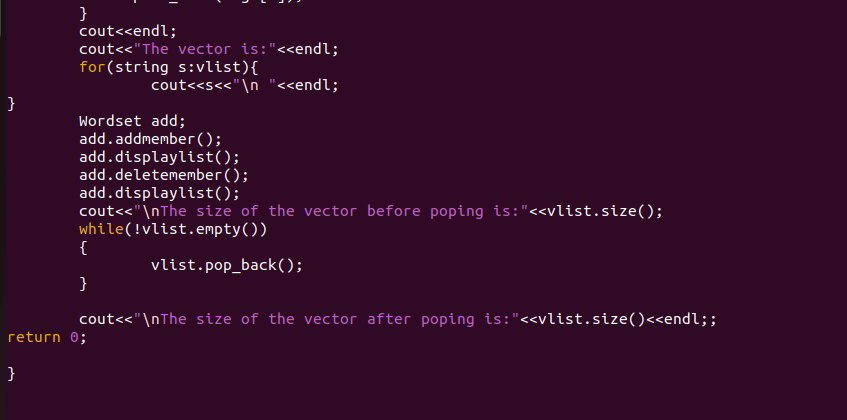 }
cout<<endl;
cout<<"The vector is:"<<endl;
for(string s:vlist){
cout<<s<<"\n "<<endl;
}
Wordset add;
add.addmember();
add.displaylist();
add.deletemember();
add.displaylist();
cout<<"\nThe size of the vector before poping is:"<<vlist.size();
while(!vlist.empty())
{
vlist.pop_back();
}
cout<<"\nThe size of the vector after poping is:"<<vlist.size()<<endl;;
return 0;
}